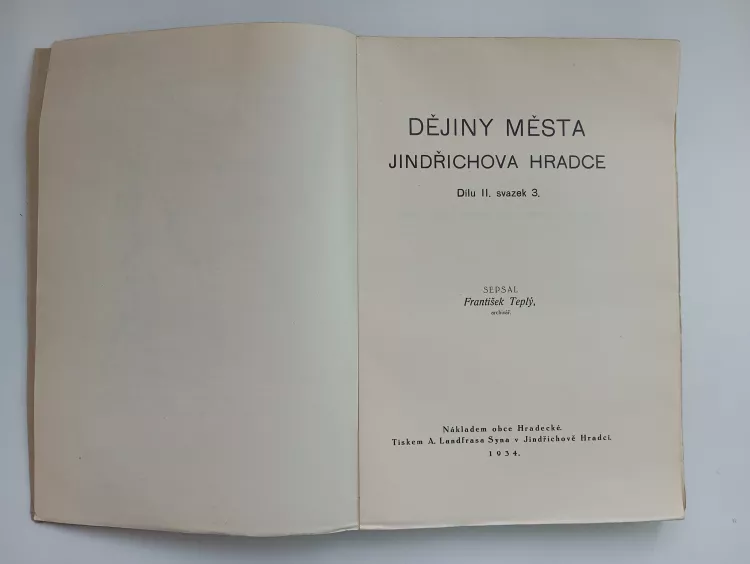 DĚJINY MĚSTA
JINDŘICHOVA HRADCE
Dílu II. svazek 3.
SEPSAL
František Teplý,
archivář.
Nákladem obce Hradecké.
Tiskem A. Landfrasa Syna v Jindřichově Hradci.
1934.